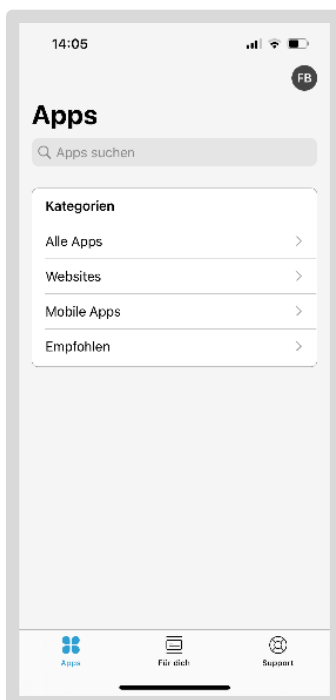 14:05
FB
Apps
Apps suchen
Kategorien
Alle Apps
Websites
Mobile Apps
Empfohlen
Apps
Für dich
Support